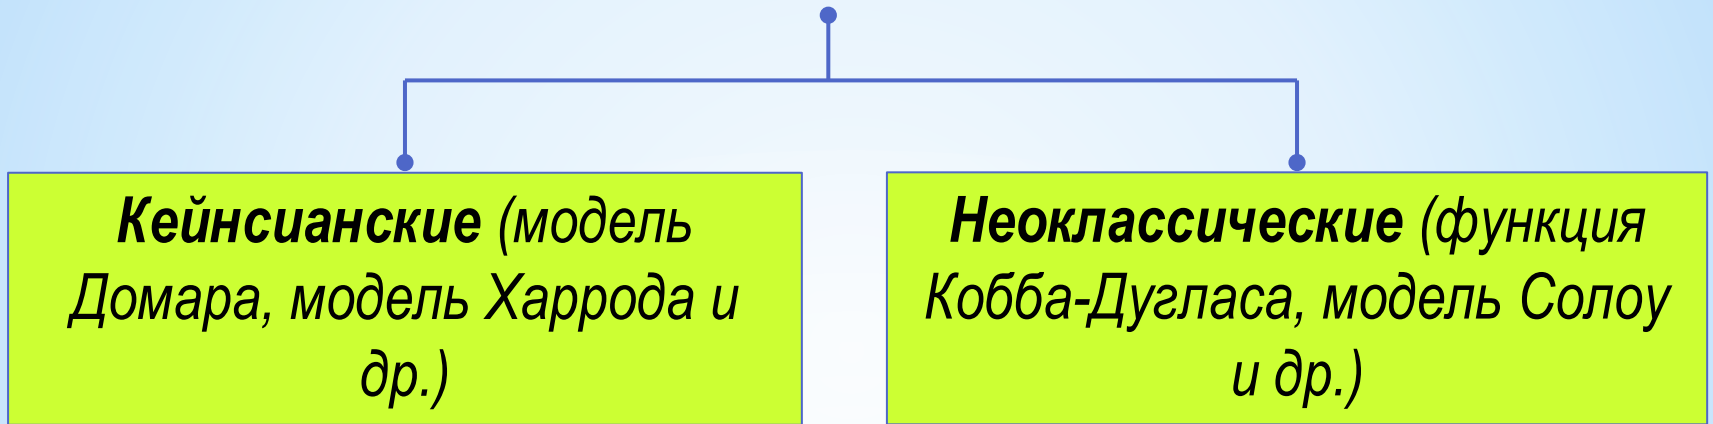 Кейнсианские (модель
Домара, модель Харрода и
др.)
Неоклассические (функция
Кобба-Дугласа, модель Солоу
и др.)